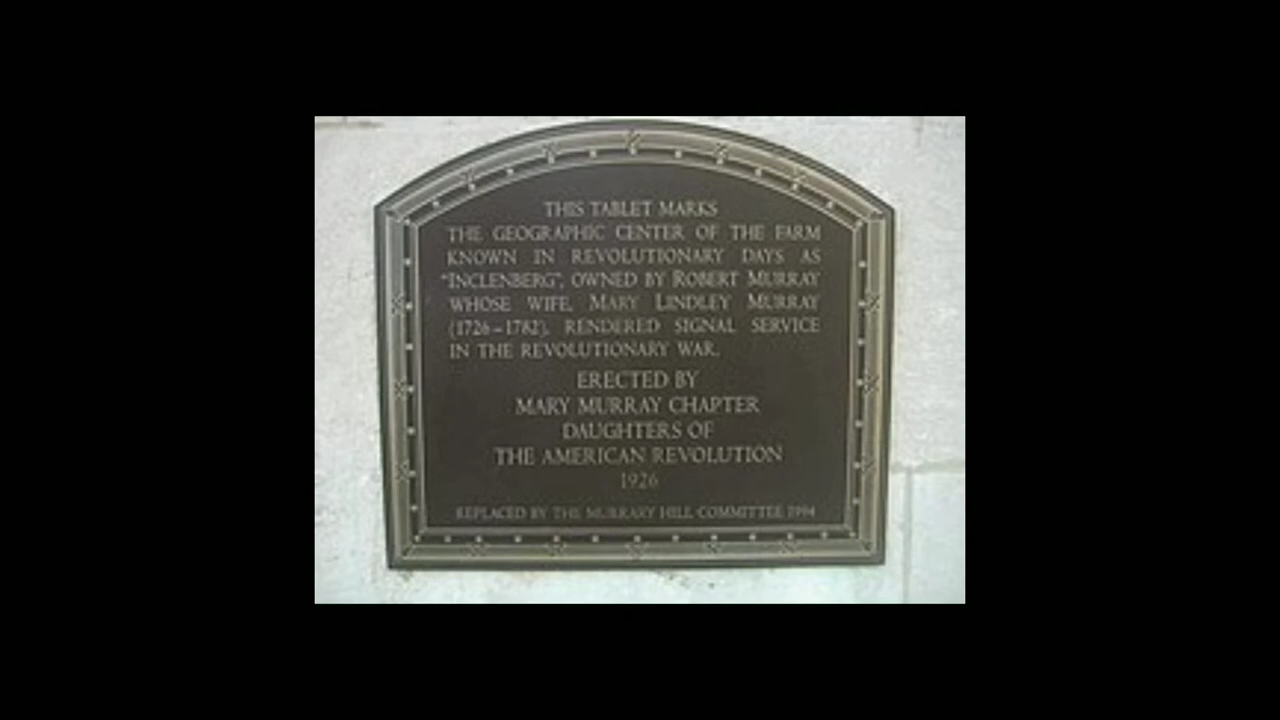 THIS TABLET MARKS
THE GEOGRAPHIC CENTER OF THE FARM
KNOWN IN REVOLUTIONARY DAYS AS
"INCLENBERG", OWNED BY ROBERT MURRAY
WHOSE WIFE, MARY LINDLEY MURRAY
(1726–1782), RENDERED SIGNAL SERVICE
IN THE REVOLUTIONARY WAR.
ERECTED BY
MARY MURRAY CHAPTER
DAUGHTERS OF
THE AMERICAN REVOLUTION
1926
REPLACED BY THE MURRARY HILL COMMITTEE 1994